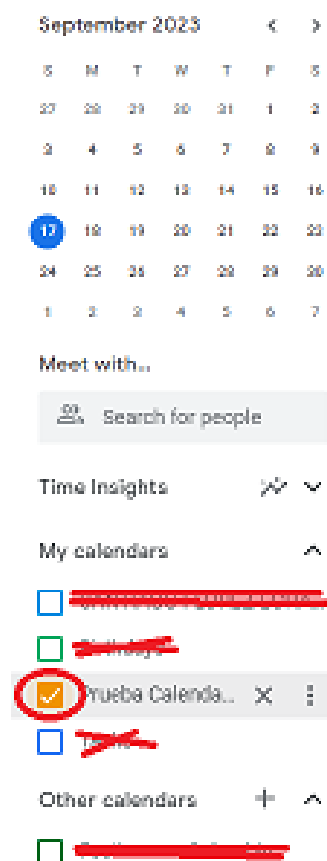 September 2023
S M T W T F S
27 28 29 30 31 1 2
3 4 5 6 7 8 9
10 11 12 13 14 15 16
17 18 19 20 21 22 23
24 25 26 27 28 29 30
1 2 3 4 5 6 7
Meet with...
Search for people
Time Insights
My calendars
Birthdays
Prueba Calenda...
Other calendars